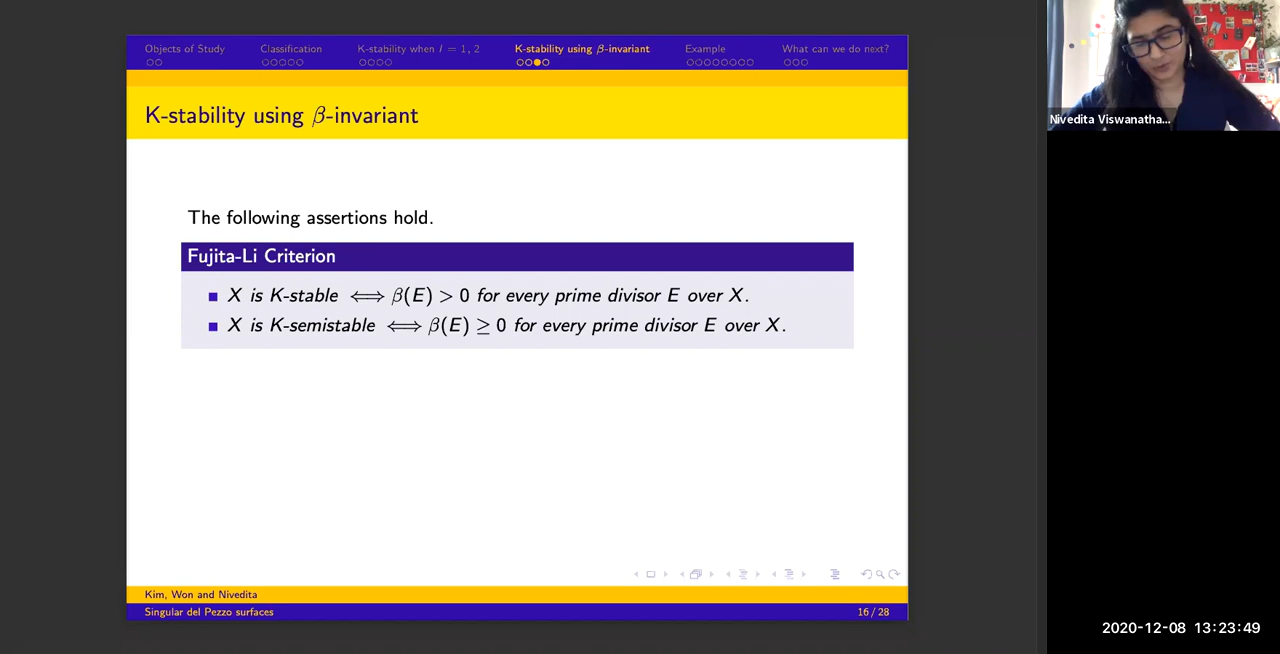 Objects of Study
Classification
K-stability when I = 1, 2
K-stability using β-invariant
Example
What can we do next?
K-stability using β-invariant
The following assertions hold.
Fujita-Li Criterion
X is K-stable ⟺ β(E) > 0 for every prime divisor E over X.
X is K-semistable ⟺ β(E) ≥ 0 for every prime divisor E over X.
Kim, Won and Nivedita
Singular del Pezzo surfaces
16 / 28
Nivedita Viswanatha...
2020-12-08 13:23:49